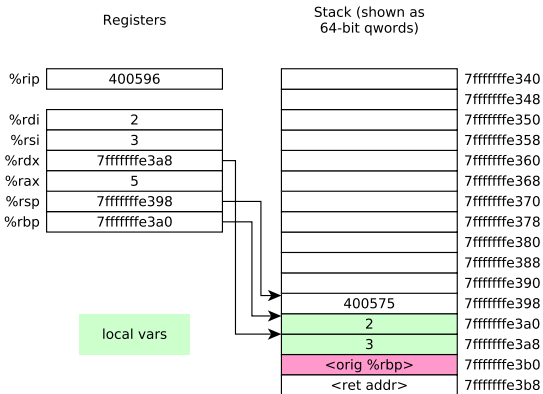 Registers
Stack (shown as
64-bit qwords)
%rip 400596
%rdi 2
%rsi 3
%rdx 7fffffffe3a8
%rax 5
%rsp 7fffffffe398
%rbp 7fffffffe3a0
local vars
7fffffffe340
7fffffffe348
7fffffffe350
7fffffffe358
7fffffffe360
7fffffffe368
7fffffffe370
7fffffffe378
7fffffffe380
7fffffffe388
7fffffffe390
400575 7fffffffe398
2 7fffffffe3a0
3 7fffffffe3a8
<orig %rbp> 7fffffffe3b0
<ret addr> 7fffffffe3b8